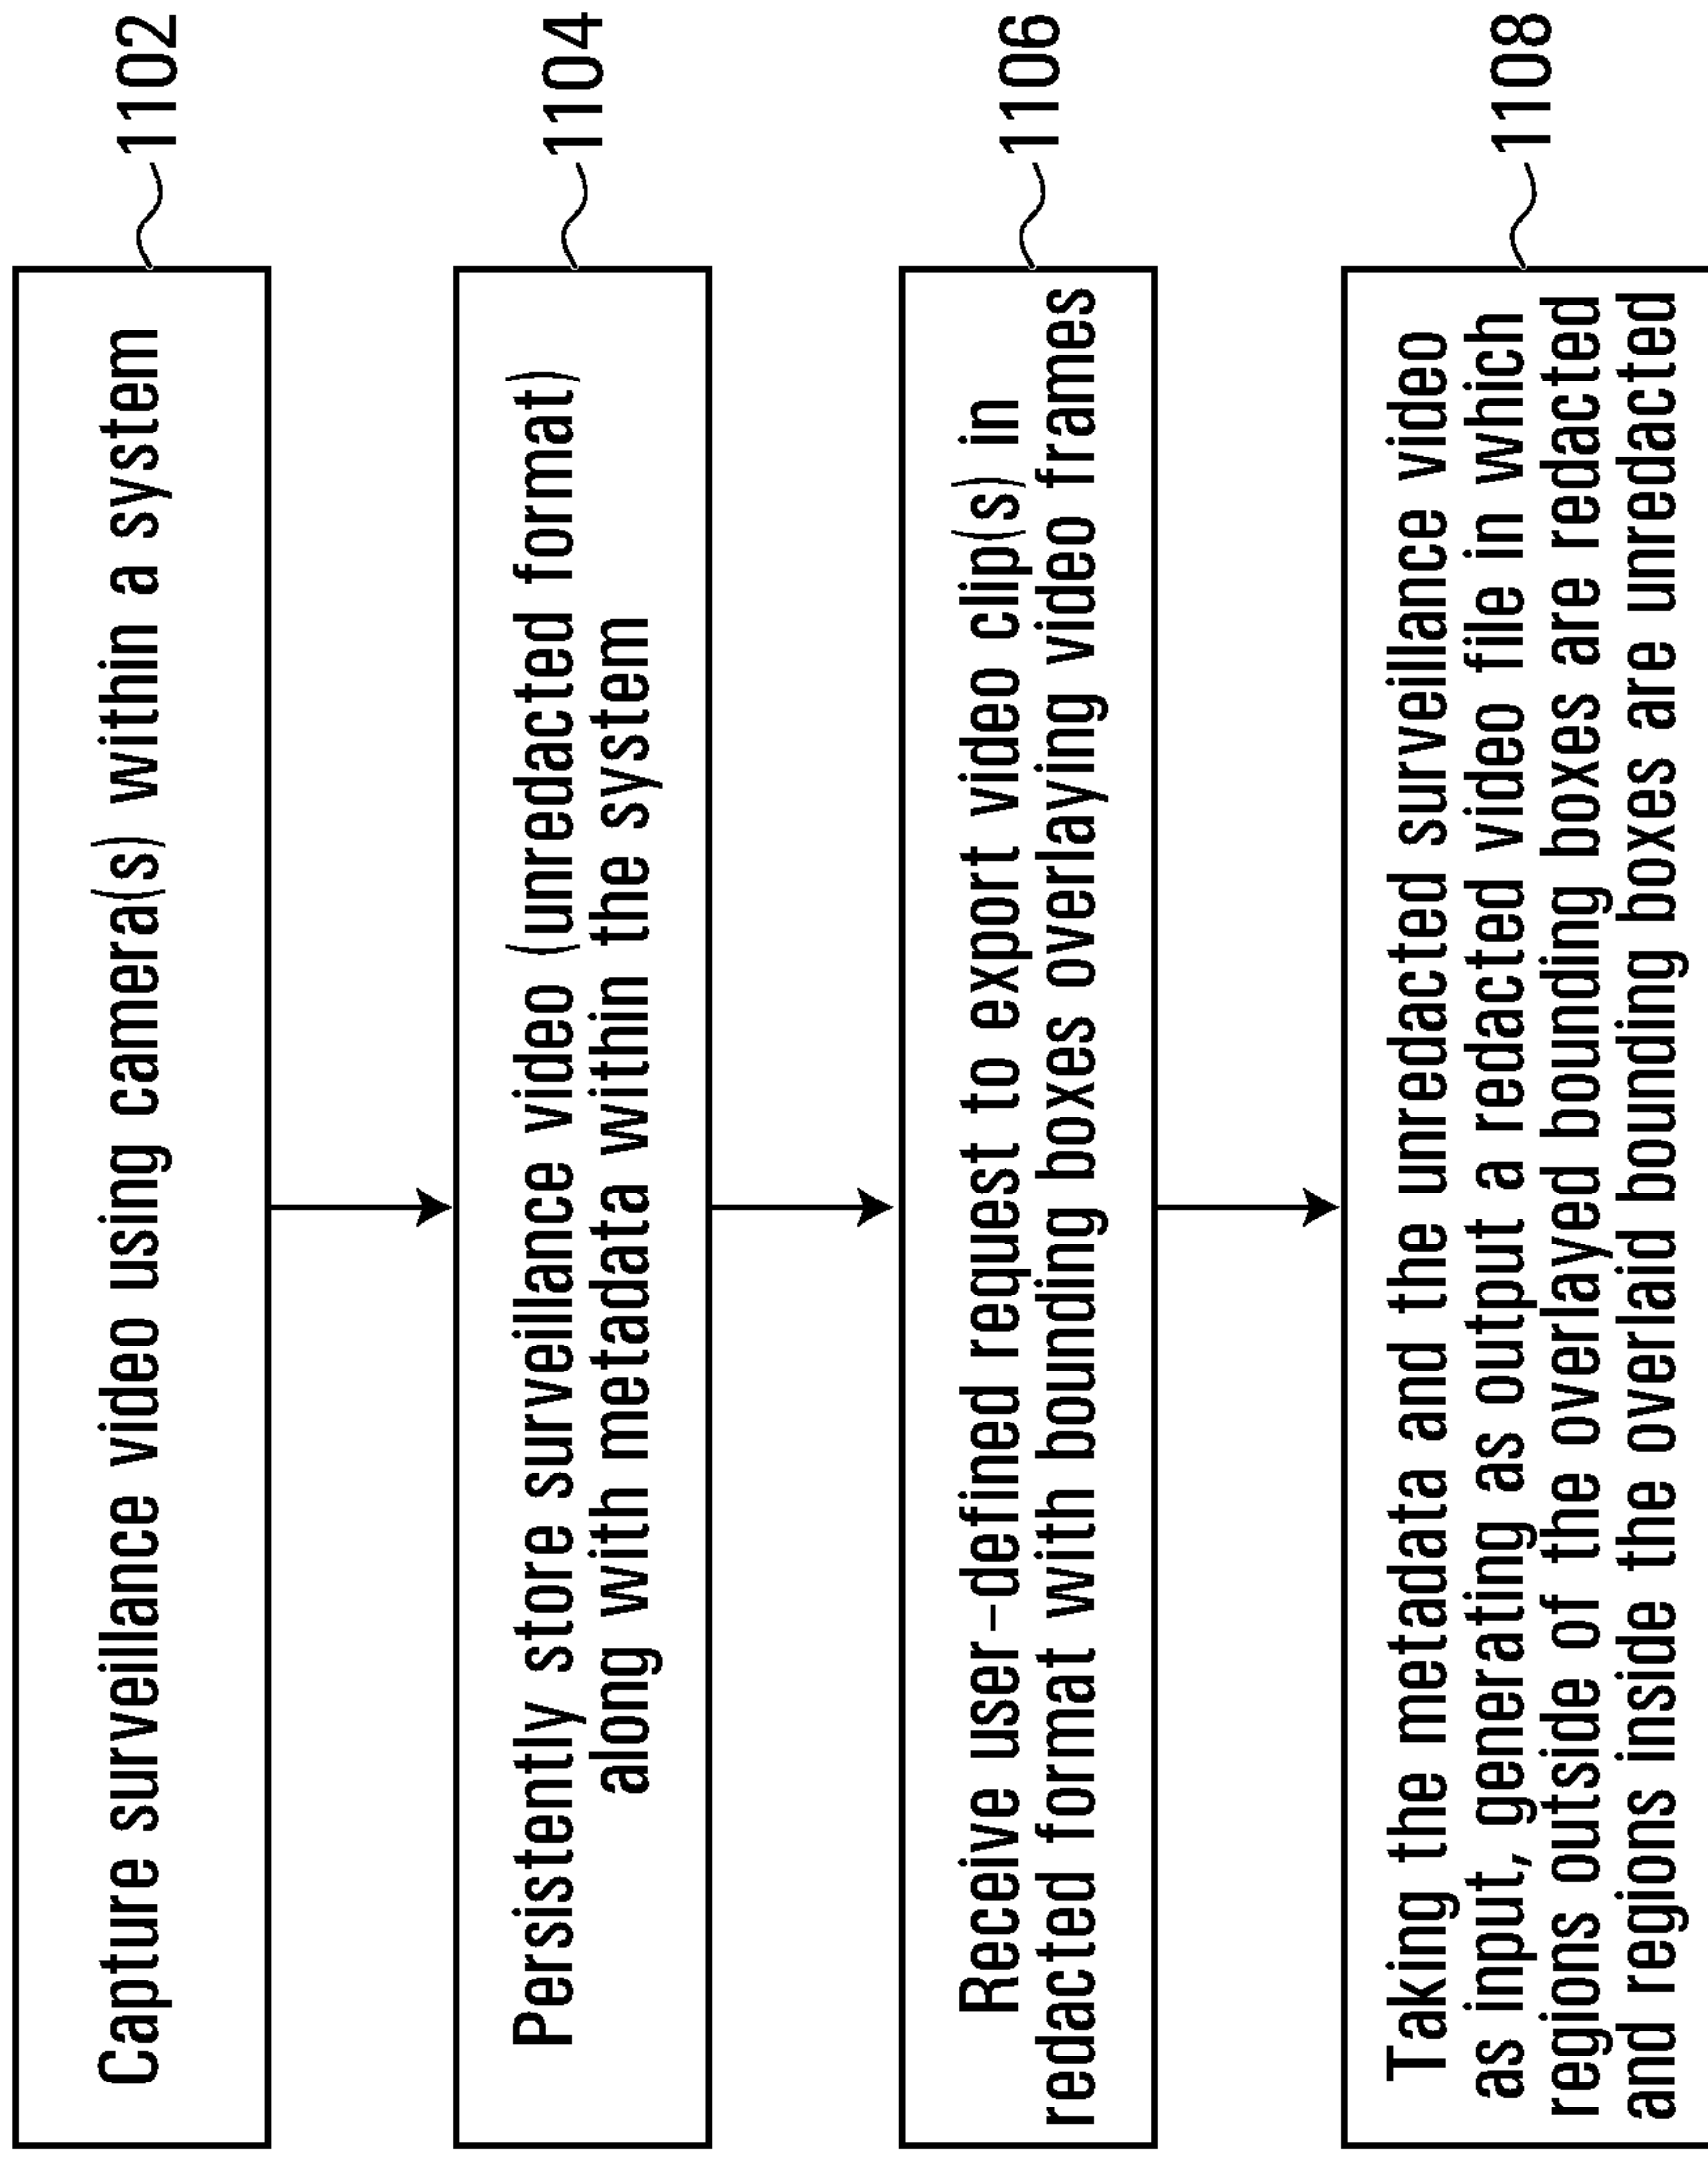 Capture surveillance video using camera(s) within a system
1102
Persistently store surveillance video (unredacted format)
along with metadata within the system
1104
Receive user-defined request to export video clip(s) in
redacted format with bounding boxes overlaying video frames
1106
Taking the metadata and the unredacted surveillance video
as input, generating as output a redacted video file in which
regions outside of the overlayed bounding boxes are redacted
and regions inside the overlaid bounding boxes are unredacted
1108